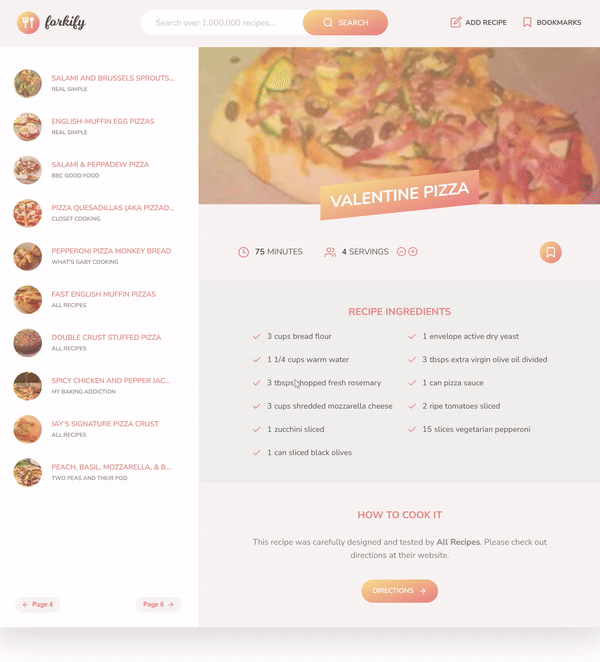 forkify
Search over 1,000,000 recipes...
SEARCH
ADD RECIPE
BOOKMARKS
SALAMI AND BRUSSELS SPROUTS...
REAL SIMPLE
ENGLISH-MUFFIN EGG PIZZAS
REAL SIMPLE
SALAMI & PEPPADEW PIZZA
BBC GOOD FOOD
PIZZA QUESADILLAS (AKA PIZZAD...
CLOSET COOKING
PEPPERONI PIZZA MONKEY BREAD
WHAT'S GABY COOKING
FAST ENGLISH MUFFIN PIZZAS
ALL RECIPES
DOUBLE CRUST STUFFED PIZZA
ALL RECIPES
SPICY CHICKEN AND PEPPER JAC...
MY BAKING ADDICTION
JAY'S SIGNATURE PIZZA CRUST
ALL RECIPES
PEACH, BASIL, MOZZARELLA, & B...
TWO PEAS AND THEIR POD
Page 4
Page 6
VALENTINE PIZZA
75 MINUTES
4 SERVINGS
RECIPE INGREDIENTS
3 cups bread flour
1 envelope active dry yeast
1 1/4 cups warm water
3 tbsps extra virgin olive oil divided
3 tbsps chopped fresh rosemary
1 can pizza sauce
3 cups shredded mozzarella cheese
2 ripe tomatoes sliced
1 zucchini sliced
15 slices vegetarian pepperoni
1 can sliced black olives
HOW TO COOK IT
This recipe was carefully designed and tested by All Recipes. Please check out
directions at their website.
DIRECTIONS